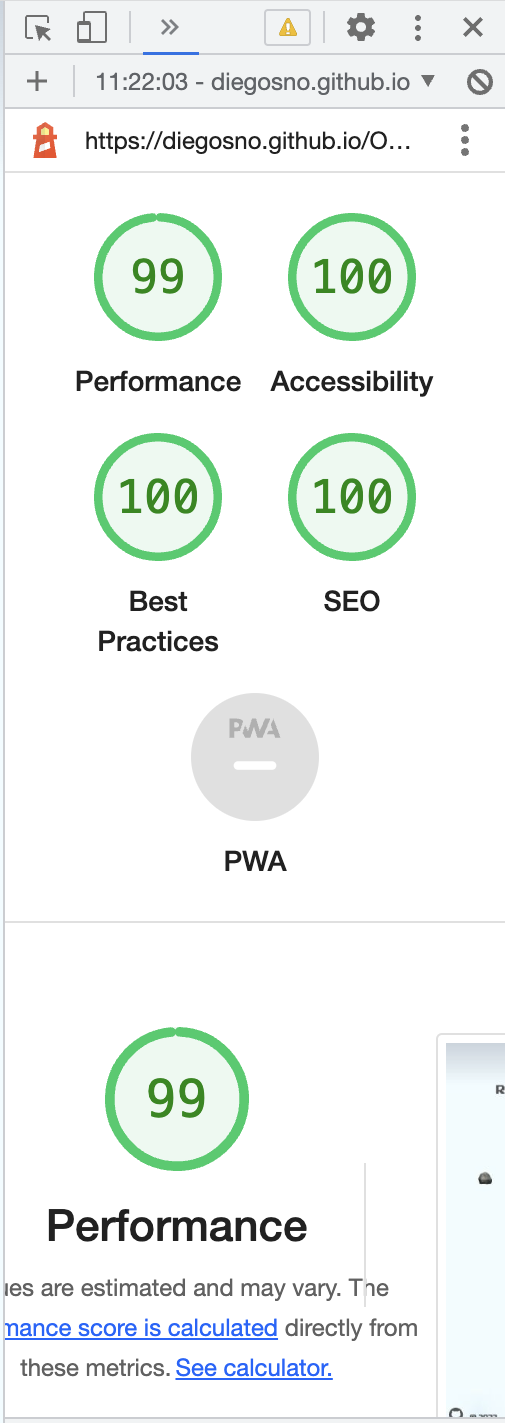 11:22:03 - diegosno.github.io
https://diegosno.github.io/O...
99
100
Performance
Accessibility
100
100
Best
Practices
SEO
PWA
PWA
99
R
Performance
ues are estimated and may vary. The
mance score is calculated directly from
these metrics. See calculator.